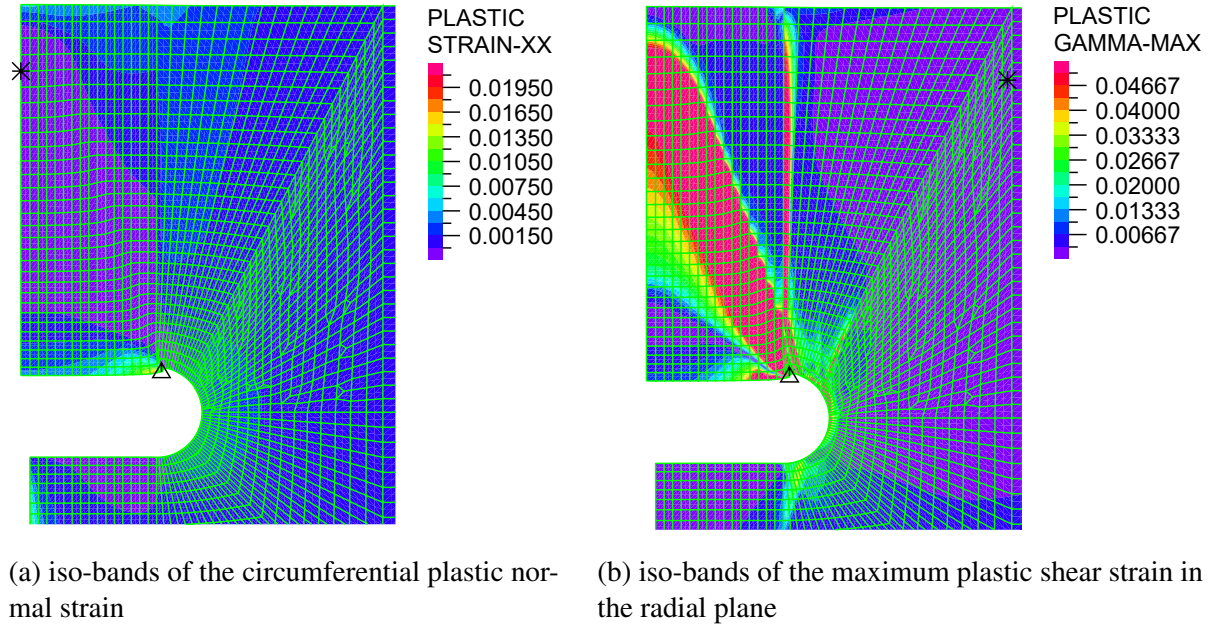 PLASTIC
STRAIN-XX
0.01950
0.01650
0.01350
0.01050
0.00750
0.00450
0.00150
PLASTIC
GAMMA-MAX
0.04667
0.04000
0.03333
0.02667
0.02000
0.01333
0.00667
(a) iso-bands of the circumferential plastic nor-
mal strain
(b) iso-bands of the maximum plastic shear strain in
the radial plane